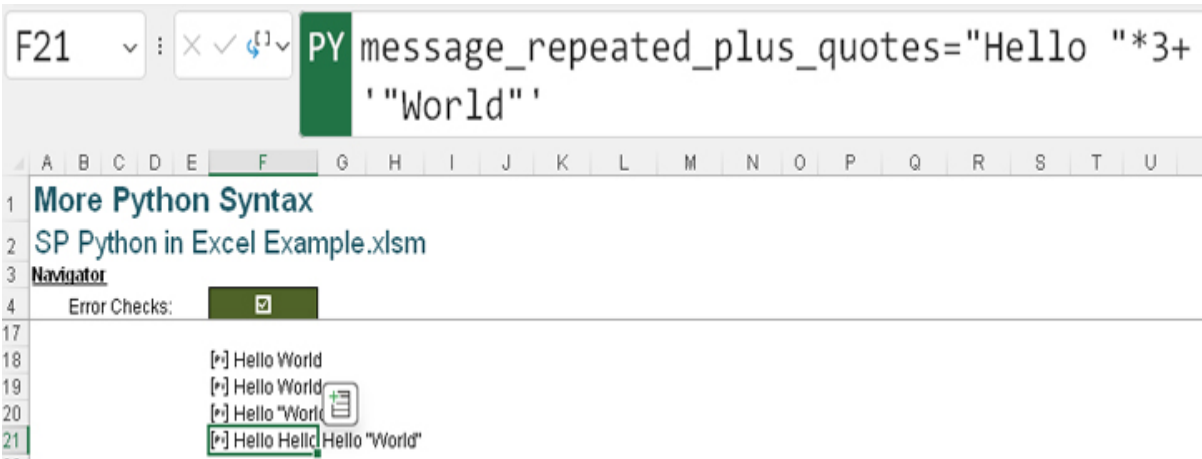 F21 PY message_repeated_plus_quotes="Hello "*3+
'"World"'
A B C D E F G H I J K L M N O P Q R S T U
1 More Python Syntax
2 SP Python in Excel Example.xlsm
3 Navigator
4 Error Checks:
17
18 Hello World
19 Hello World
20 Hello "World
21 Hello Hello Hello "World"